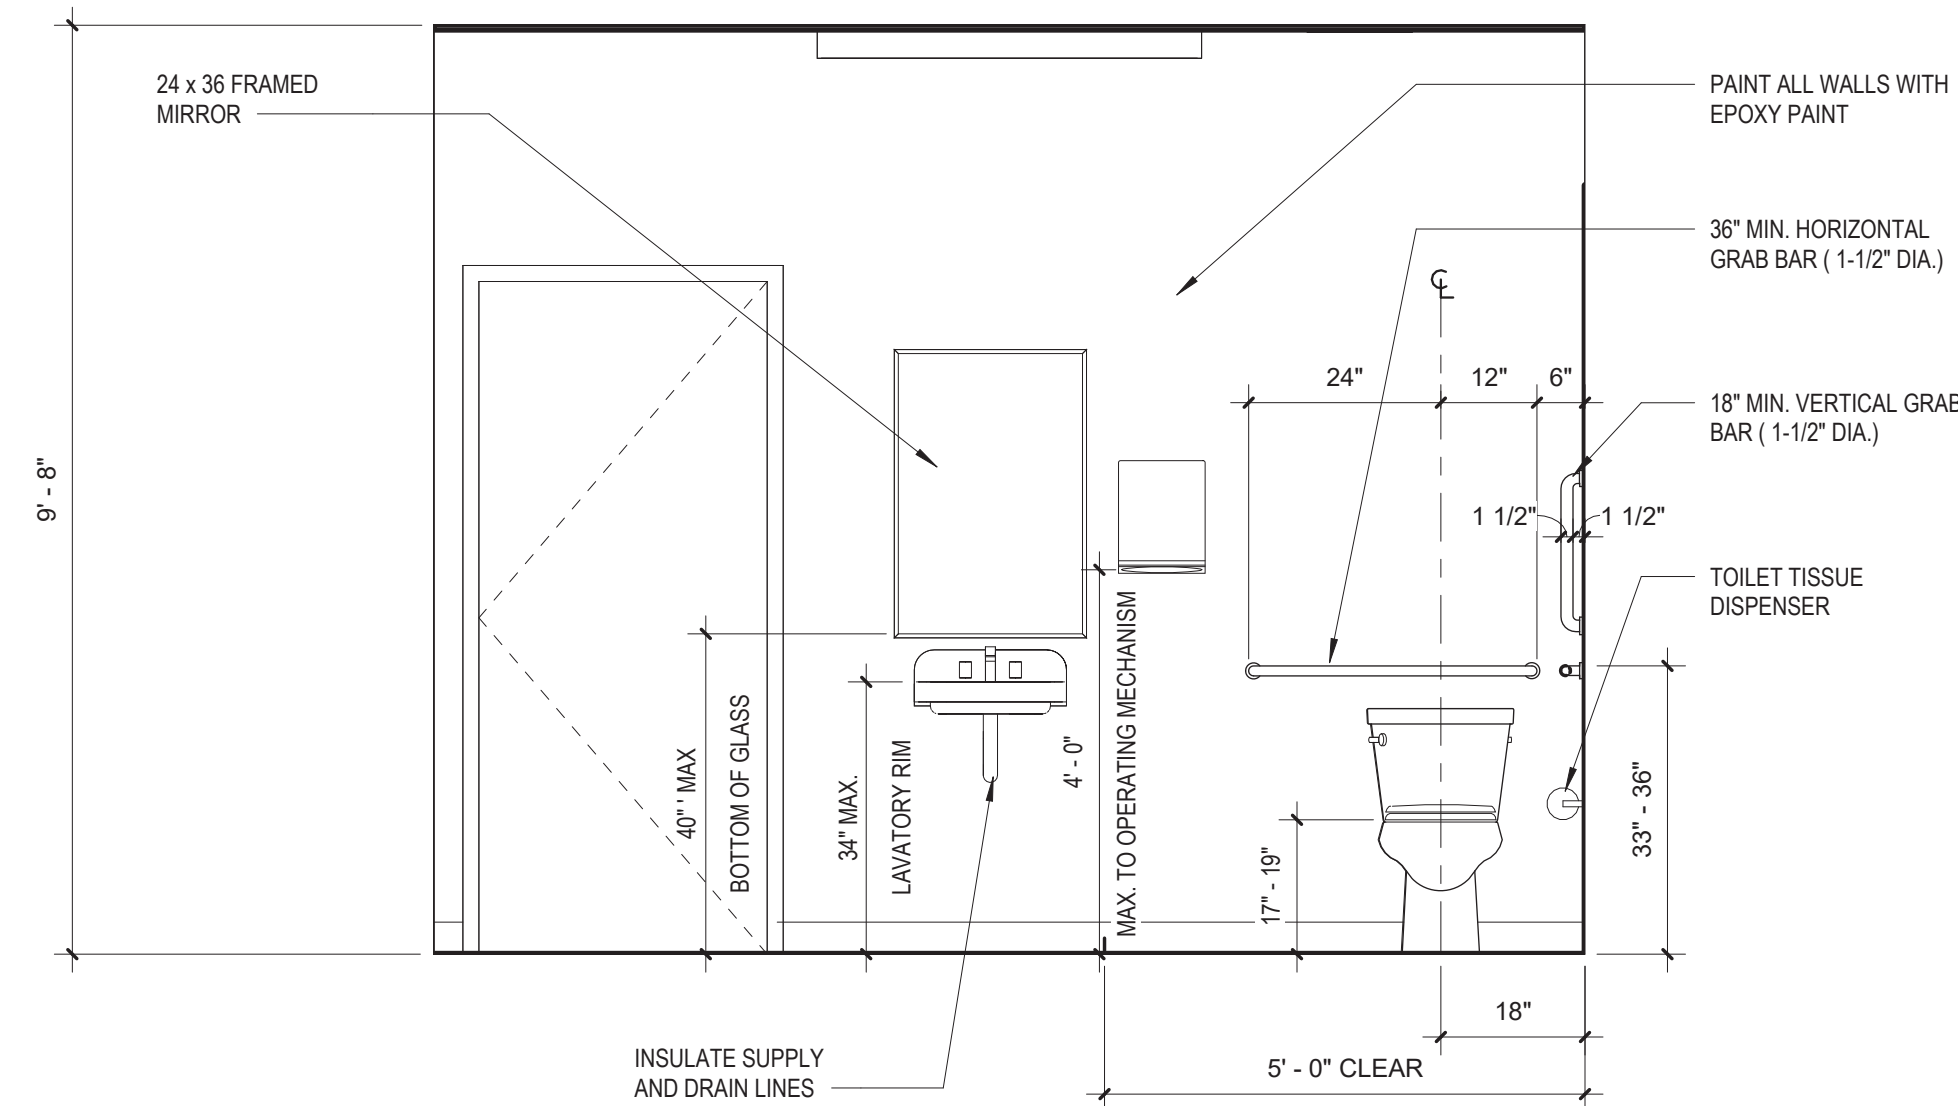 24 x 36 FRAMED
MIRROR
PAINT ALL WALLS WITH
EPOXY PAINT
36" MIN. HORIZONTAL
GRAB BAR ( 1-1/2" DIA.)
℄
24"
12"
6"
18" MIN. VERTICAL GRAB
BAR ( 1-1/2" DIA.)
9' - 8"
1 1/2"
1 1/2"
TOILET TISSUE
DISPENSER
40" ' MAX
BOTTOM OF GLASS
34" MAX.
LAVATORY RIM
4' - 0"
MAX. TO OPERATING MECHANISM
17" - 19"
33" - 36"
18"
5' - 0" CLEAR
INSULATE SUPPLY
AND DRAIN LINES